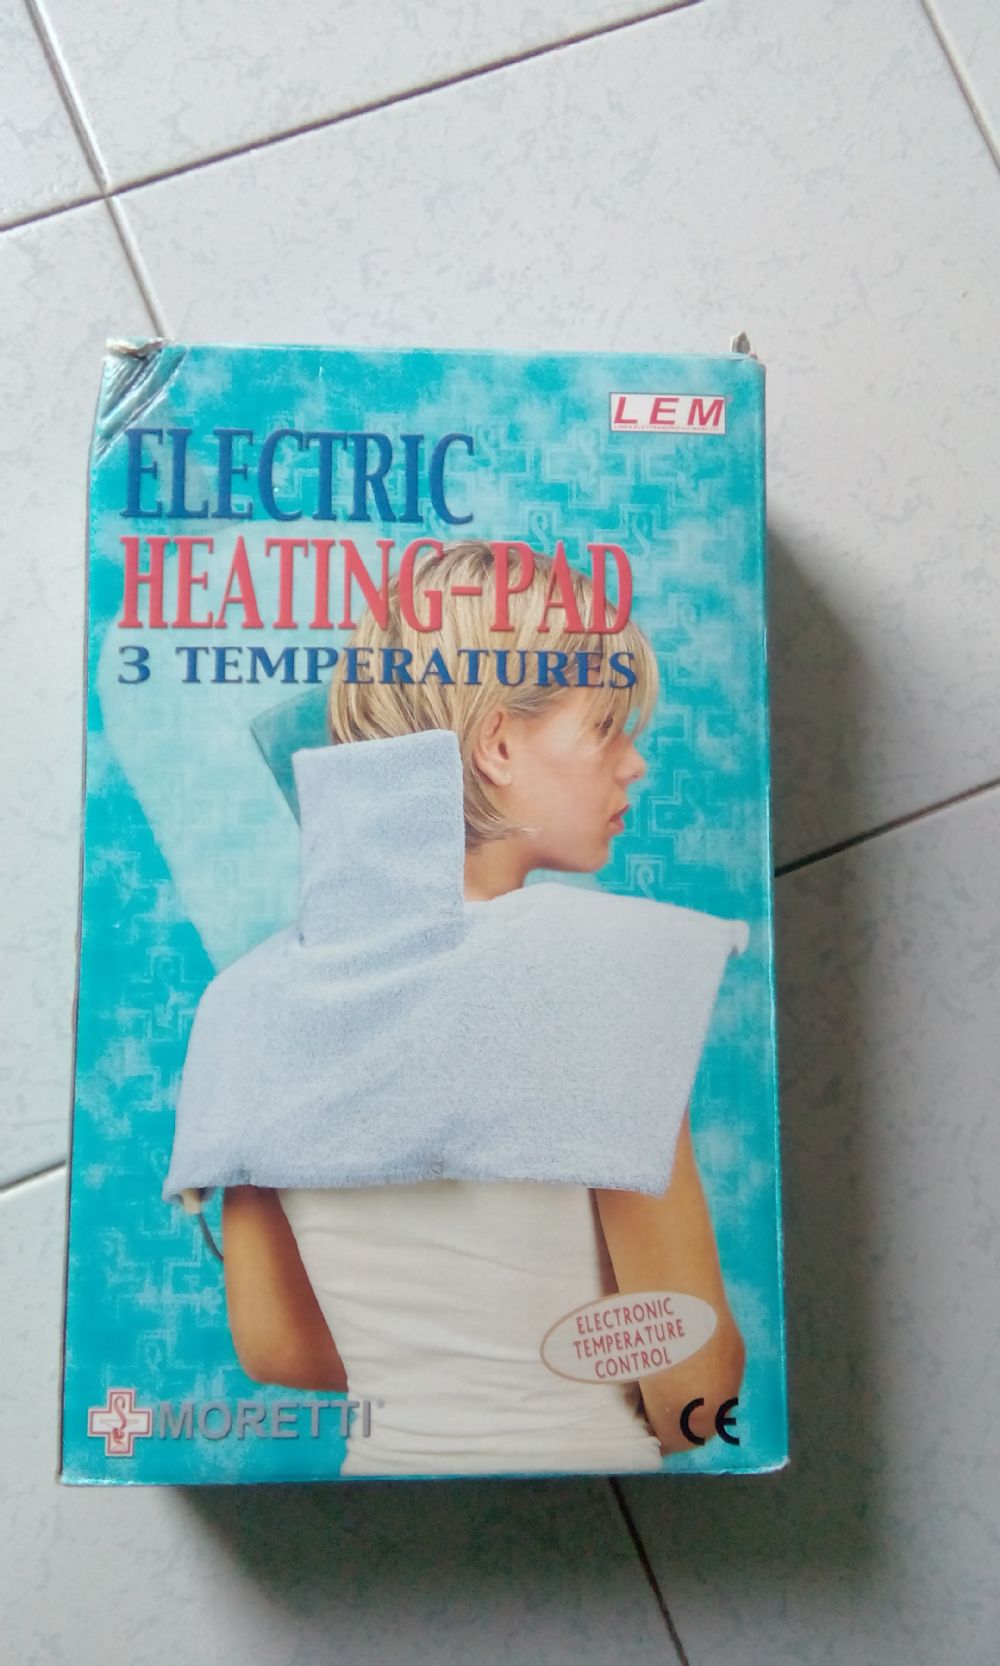 LEM
ELECTRIC
HEATING-PAD
3 TEMPERATURES
ELECTRONIC
TEMPERATURE
CONTROL
MORETTI
CE